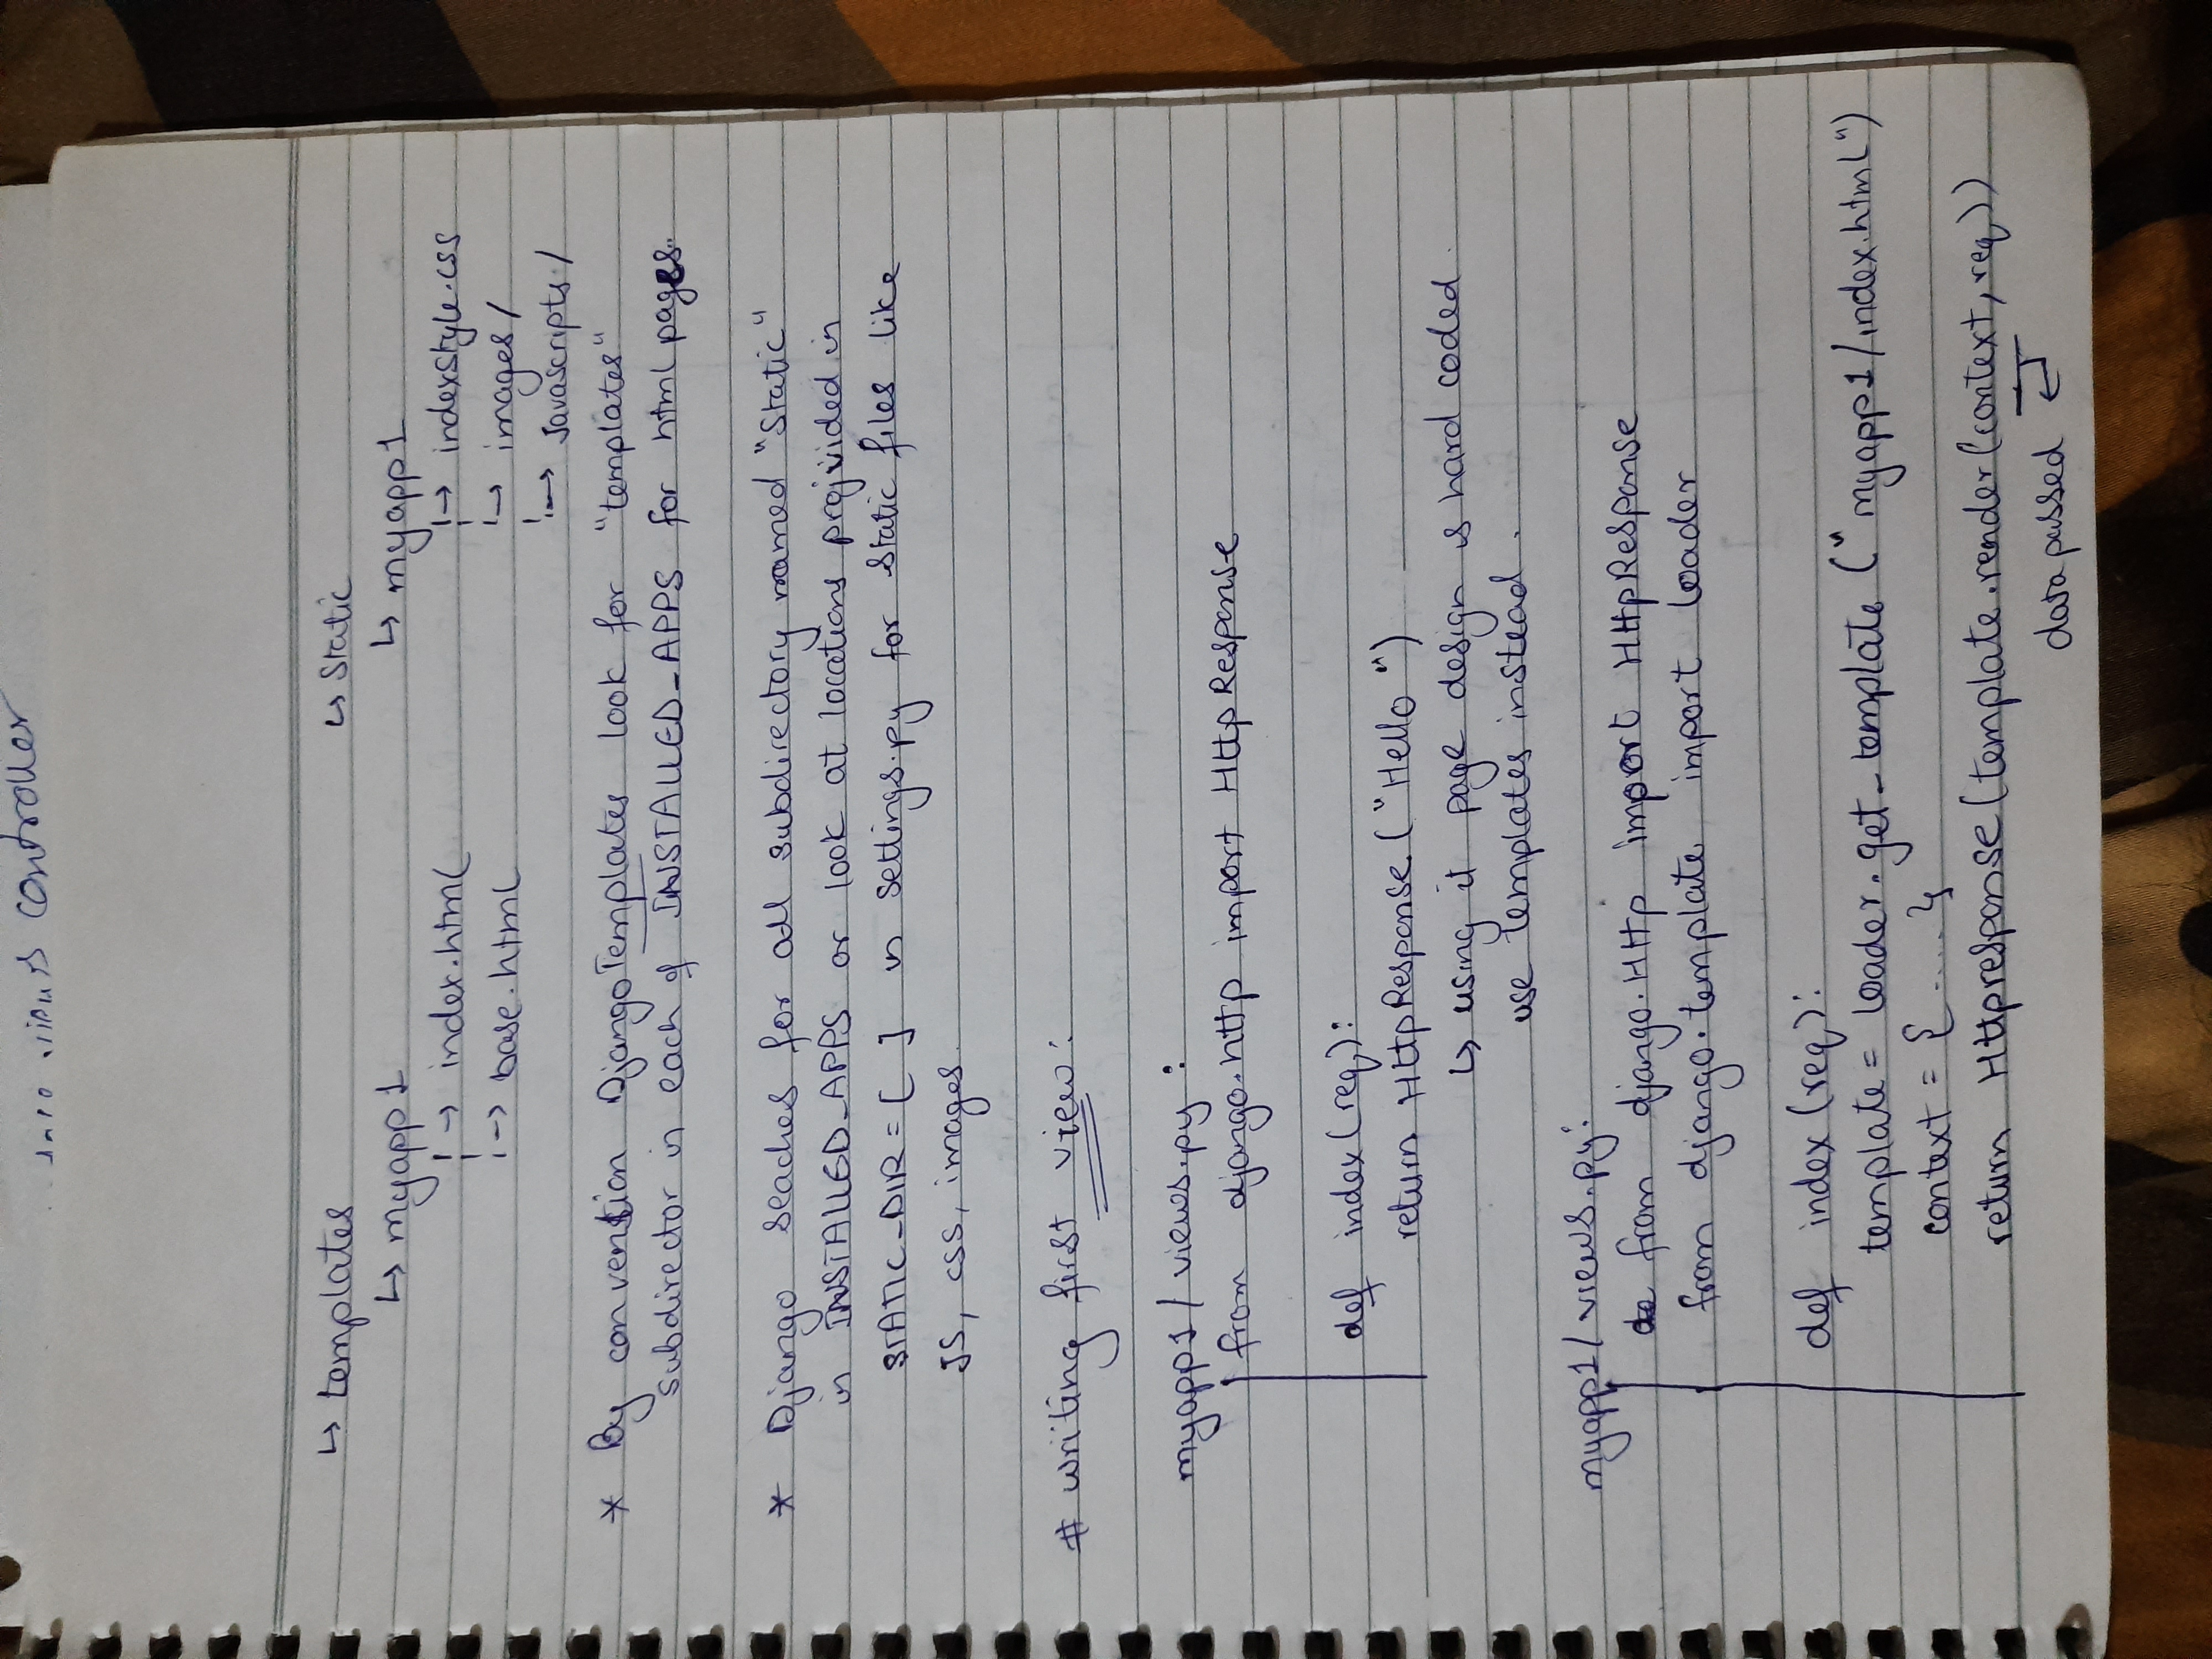 controller
↳ templates ↳ Static
↳ myapp1 ↳ myapp1
→ index.html → indexstyle.css
→ base.html → images/
→ Javascripts/
* By convention DjangoTemplates look for "templates"
subdirector in each of INSTALLED_APPS for html pages.
* Django seaches for all subdirectory named "Static"
in INSTALLED_APPS or look at locations projvided in
STATIC_DIR = [ ] in settings.py for static files like
JS, css, images.
# writing first view:
myapp1/views.py:
from django.http import HttpResponse
def index(req):
return HttpResponse("Hello")
↳ using it page design is hard coded.
use templates instead.
myapp1/views.py:
from django.Http import HttpResponse
from django.template import loader
def index(req):
template = loader.get_template("myapp1/index.html")
context = {.....}
return Httpresponse(template.render(context, req))
data passed ↵